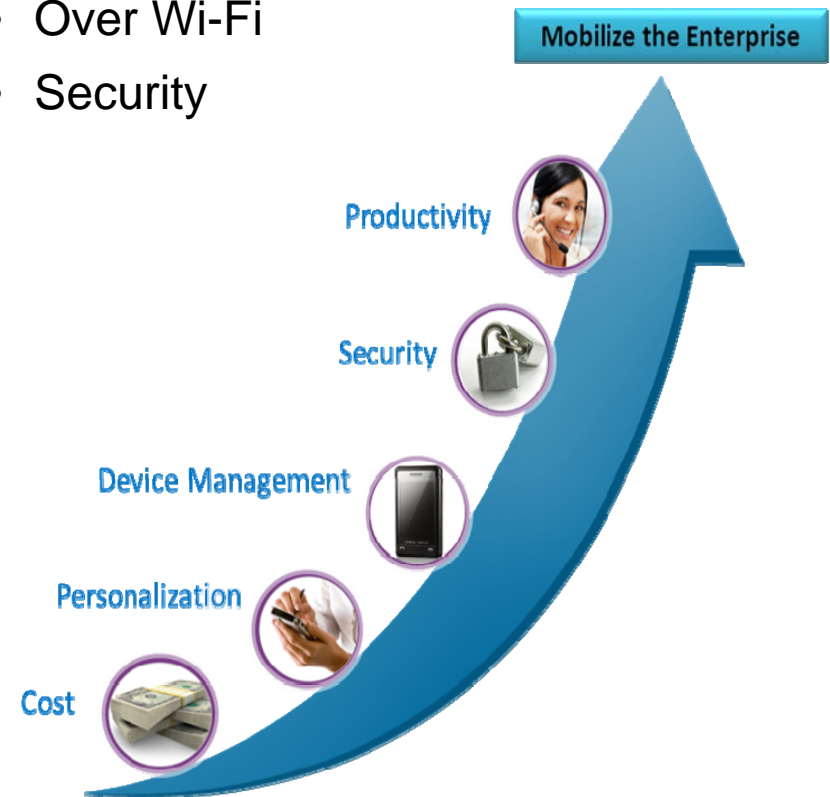 • Over Wi-Fi
• Security
Mobilize the Enterprise
Productivity
Security
Device Management
Personalization
Cost